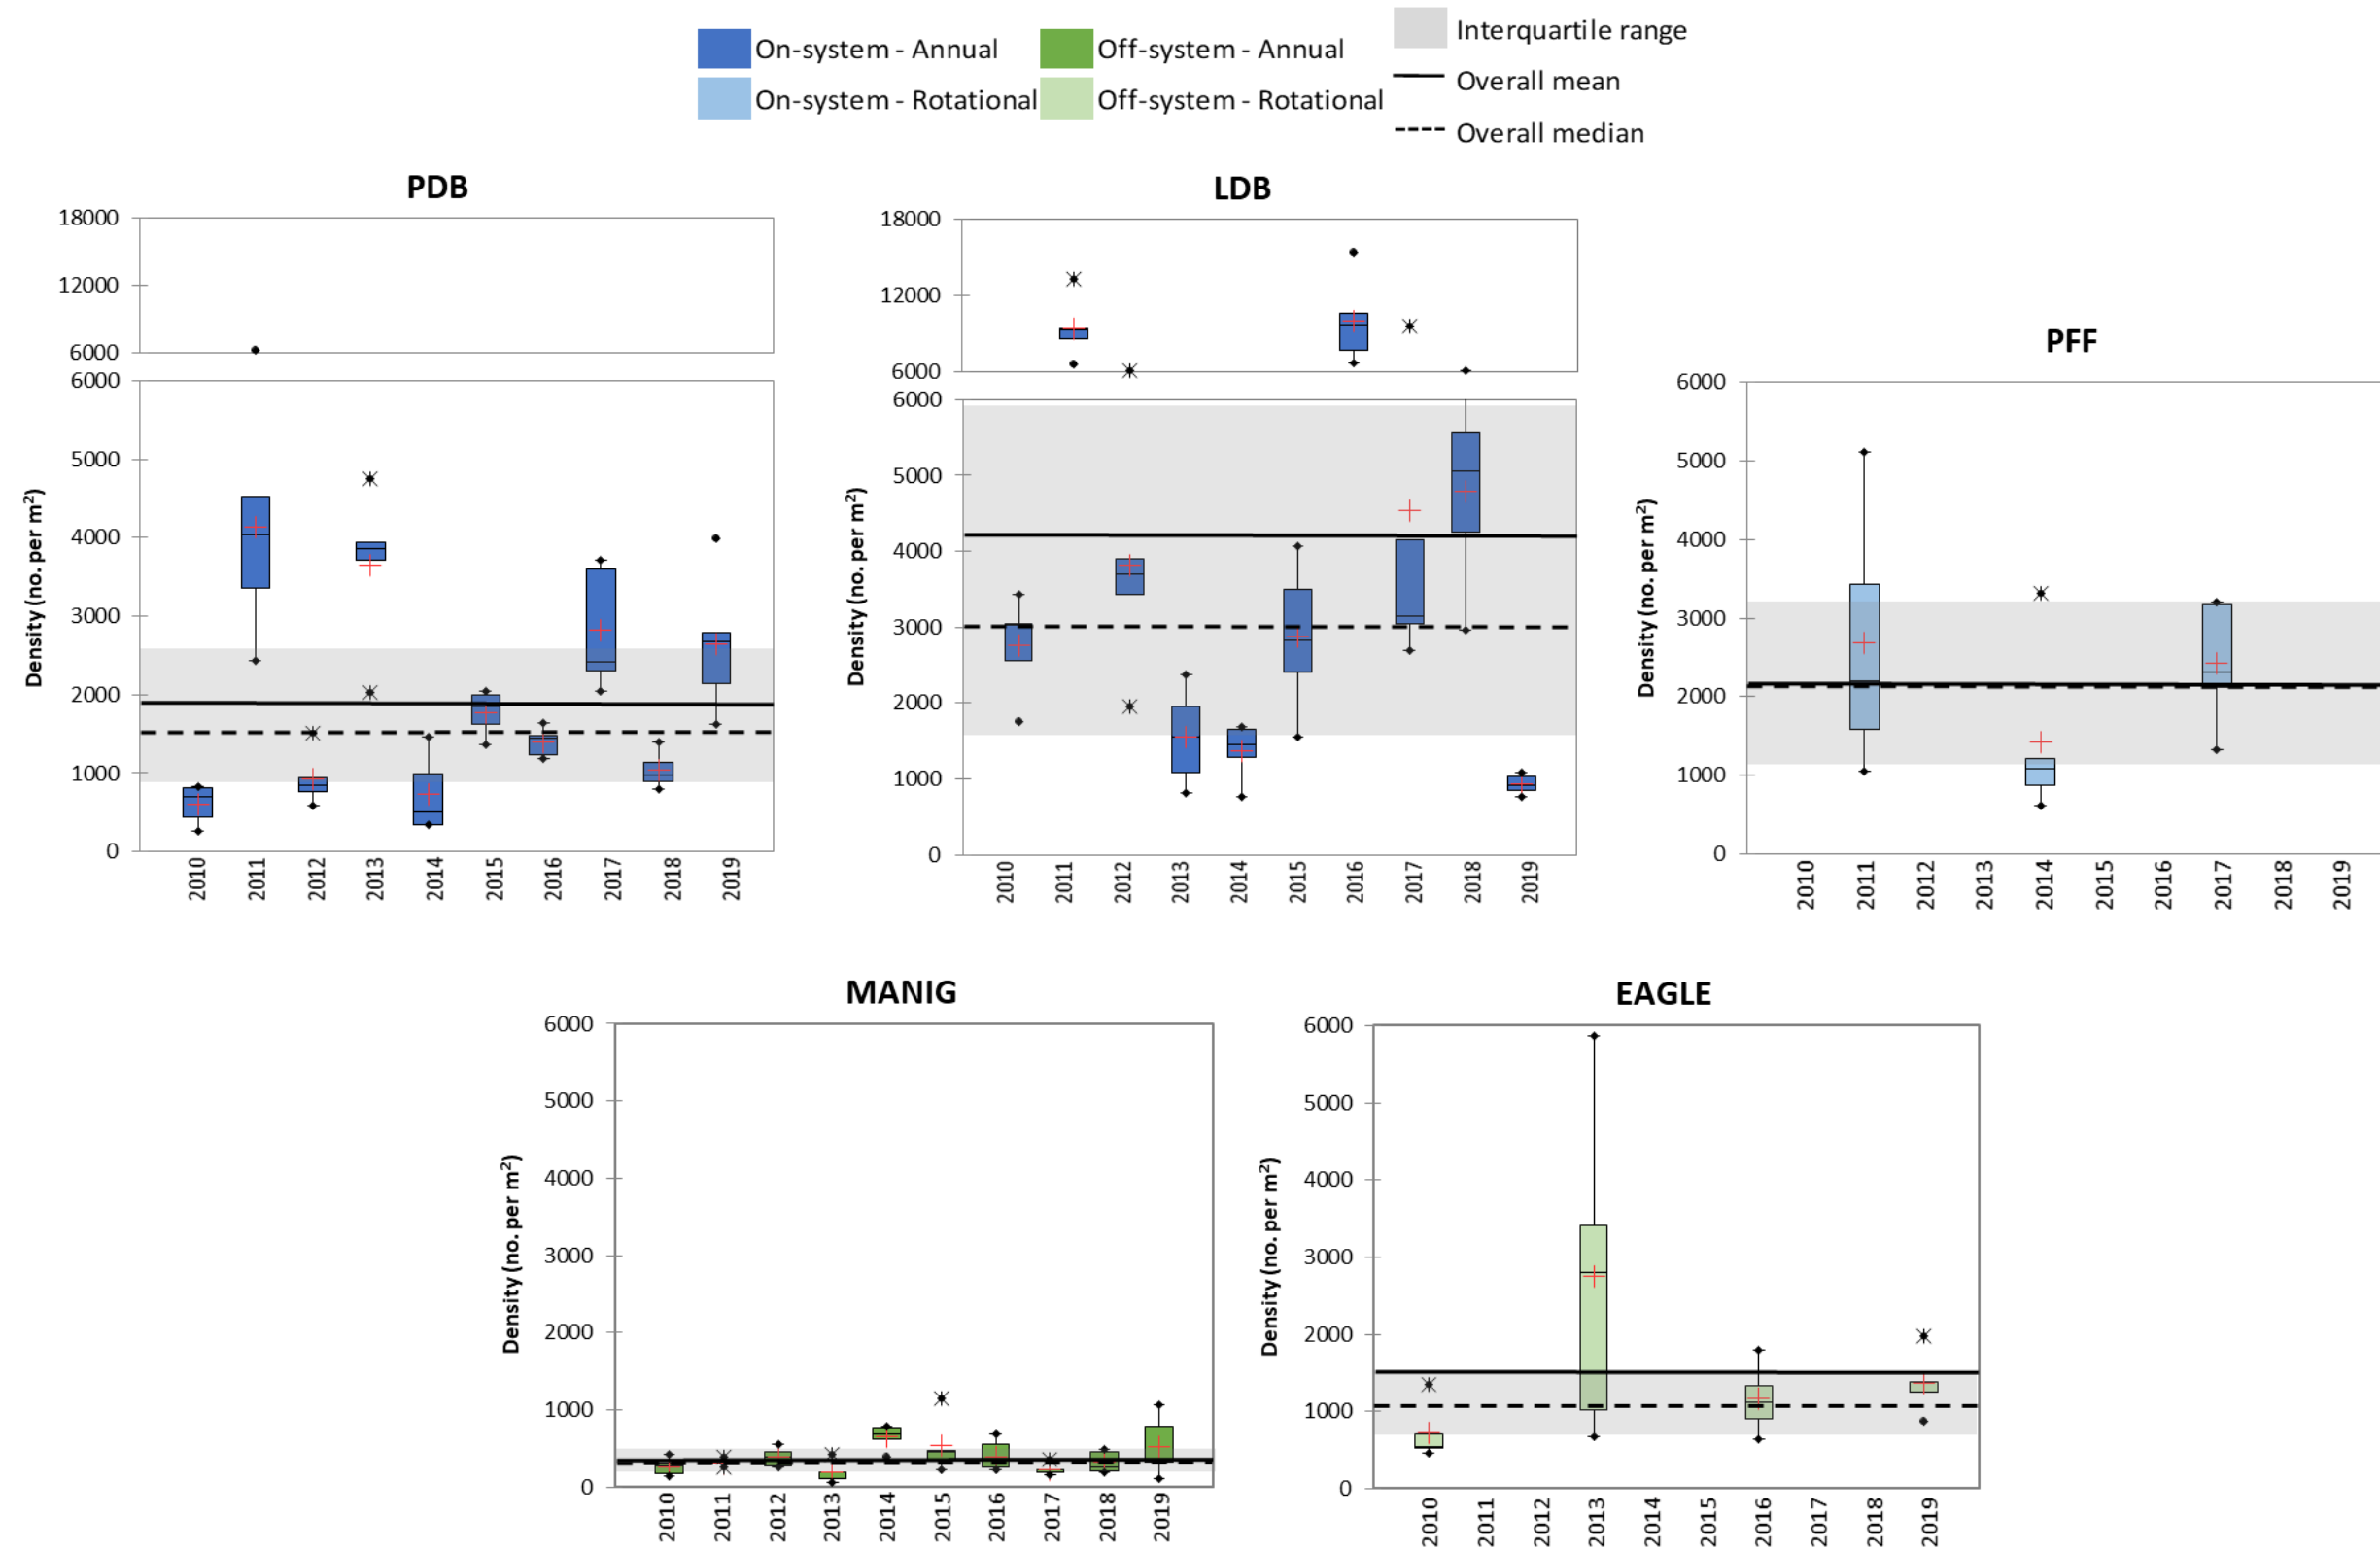 On-system - Annual
Off-system - Annual
Interquartile range
On-system - Rotational
Off-system - Rotational
Overall mean
Overall median
PDB
18000
12000
6000
6000
5000
4000
3000
2000
1000
0
Density (no. per m²)
2010 2011 2012 2013 2014 2015 2016 2017 2018 2019
LDB
18000
12000
6000
6000
5000
4000
3000
2000
1000
0
Density (no. per m²)
2010 2011 2012 2013 2014 2015 2016 2017 2018 2019
PFF
6000
5000
4000
3000
2000
1000
0
Density (no. per m²)
2010 2011 2012 2013 2014 2015 2016 2017 2018 2019
MANIG
6000
5000
4000
3000
2000
1000
0
Density (no. per m²)
2010 2011 2012 2013 2014 2015 2016 2017 2018 2019
EAGLE
6000
5000
4000
3000
2000
1000
0
Density (no. per m²)
2010 2011 2012 2013 2014 2015 2016 2017 2018 2019